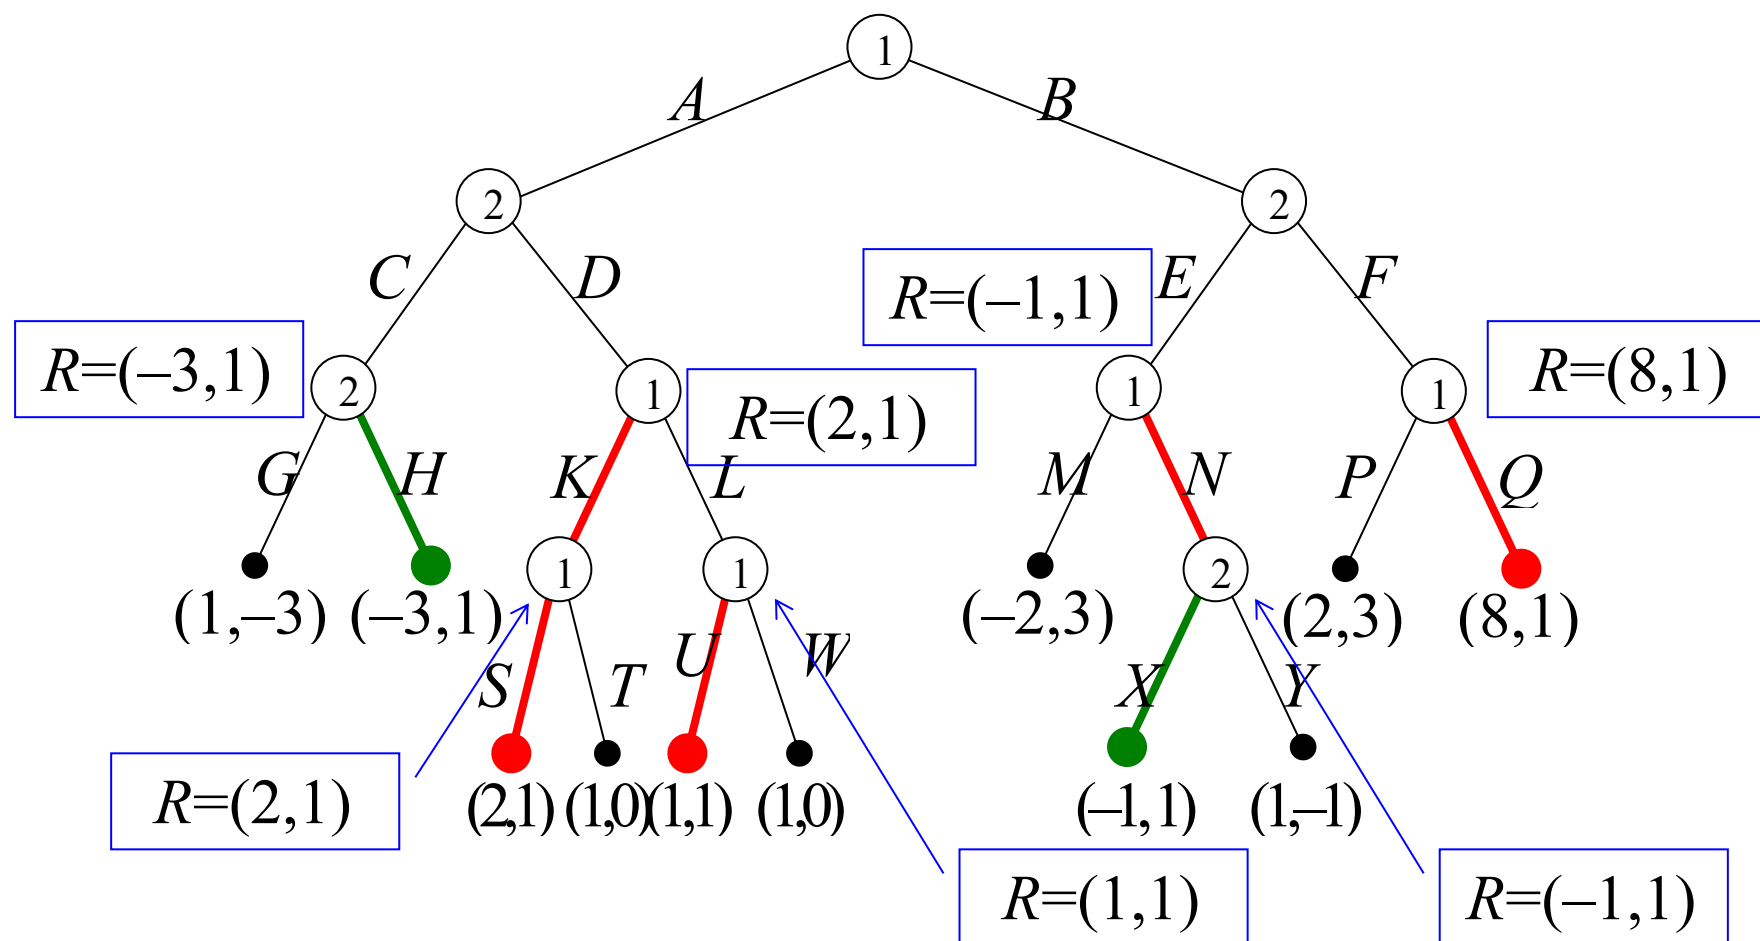 1
A B
2 2
C D E F
R=(–1,1)
R=(–3,1) R=(8,1)
2 1 1 1
R=(2,1)
G H K L M N P Q
1 1 2
(1,–3) (–3,1) (–2,3) (2,3) (8,1)
S T U W X Y
R=(2,1) (2,1) (1,0) (1,1) (1,0) (–1,1) (1,–1)
R=(1,1) R=(–1,1)